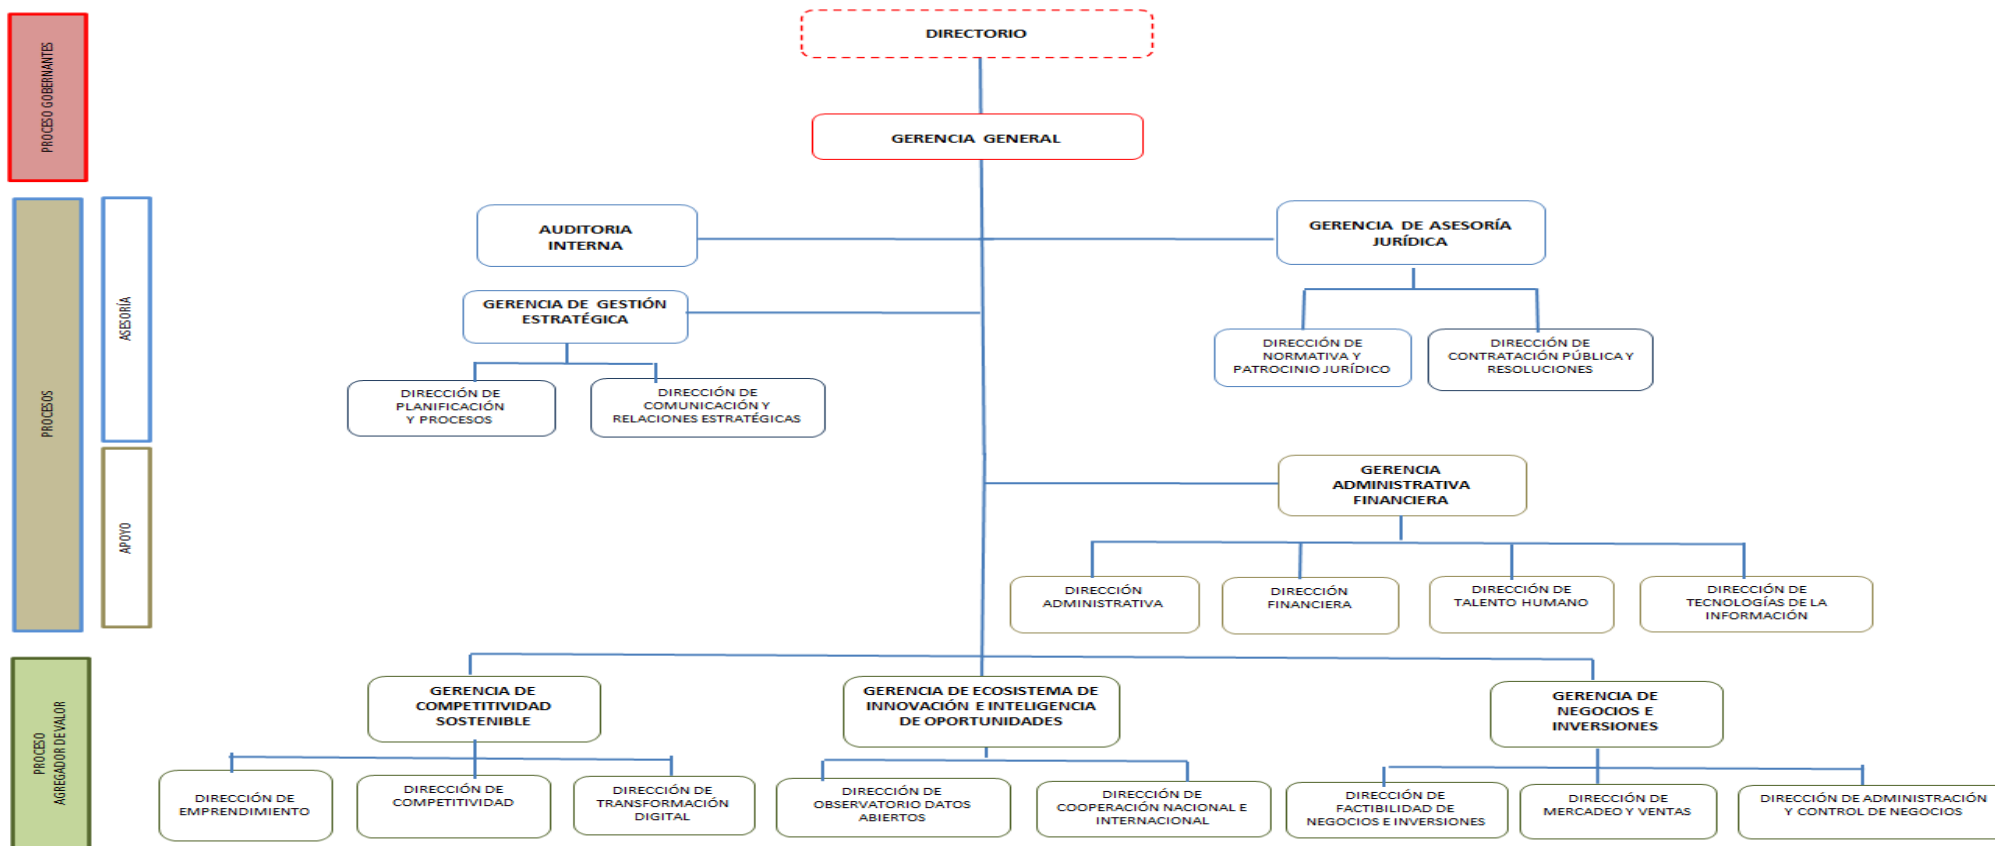 DIRECTORIO
PROCESO GOBERNANTES
GERENCIA GENERAL
PROCESOS
ASESORÍA
AUDITORIA
INTERNA
GERENCIA DE ASESORÍA
JURÍDICA
GERENCIA DE GESTIÓN
ESTRATÉGICA
DIRECCIÓN DE
NORMATIVA Y
PATROCINIO JURÍDICO
DIRECCIÓN DE
CONTRATACIÓN PÚBLICA Y
RESOLUCIONES
DIRECCIÓN DE
PLANIFICACIÓN
Y PROCESOS
DIRECCIÓN DE
COMUNICACIÓN Y
RELACIONES ESTRATÉGICAS
APOYO
GERENCIA
ADMINISTRATIVA
FINANCIERA
DIRECCIÓN
ADMINISTRATIVA
DIRECCIÓN
FINANCIERA
DIRECCIÓN DE
TALENTO HUMANO
DIRECCIÓN DE
TECNOLOGÍAS DE LA
INFORMACIÓN
PROCESO
AGREGADOR DE VALOR
GERENCIA DE
COMPETITIVIDAD
SOSTENIBLE
GERENCIA DE ECOSISTEMA DE
INNOVACIÓN E INTELIGENCIA
DE OPORTUNIDADES
GERENCIA DE
NEGOCIOS E
INVERSIONES
DIRECCIÓN DE
EMPRENDIMIENTO
DIRECCIÓN DE
COMPETITIVIDAD
DIRECCIÓN DE
TRANSFORMACIÓN
DIGITAL
DIRECCIÓN DE
OBSERVATORIO DATOS
ABIERTOS
DIRECCIÓN DE
COOPERACIÓN NACIONAL E
INTERNACIONAL
DIRECCIÓN DE
FACTIBILIDAD DE
NEGOCIOS E INVERSIONES
DIRECCIÓN DE
MERCADEO Y VENTAS
DIRECCIÓN DE ADMINISTRACIÓN
Y CONTROL DE NEGOCIOS